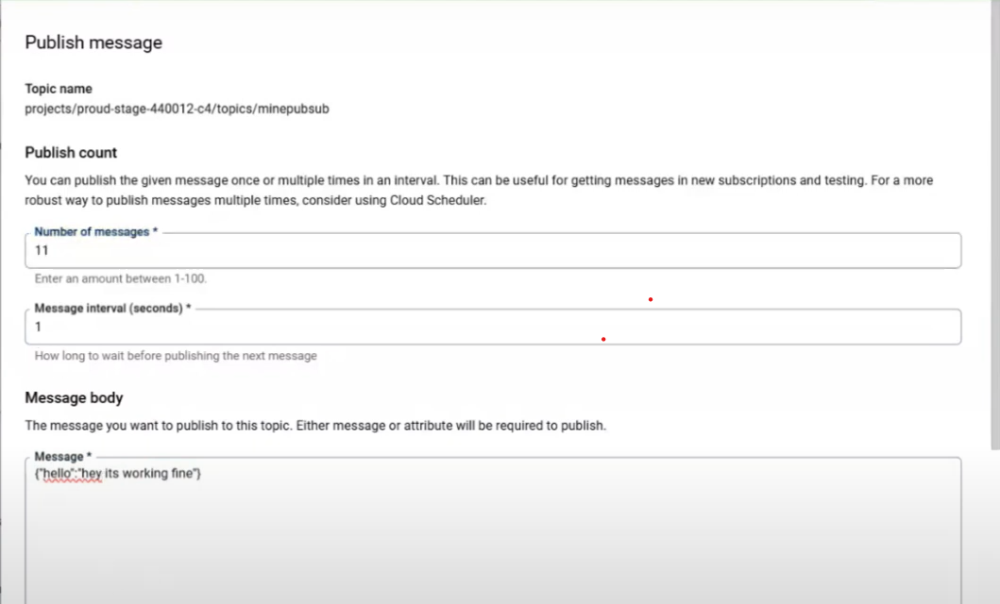 Publish message
Topic name
projects/proud-stage-440012-c4/topics/minepubsub
Publish count
You can publish the given message once or multiple times in an interval. This can be useful for getting messages in new subscriptions and testing. For a more
robust way to publish messages multiple times, consider using Cloud Scheduler.
Number of messages *
11
Enter an amount between 1-100.
Message interval (seconds) *
1
How long to wait before publishing the next message
Message body
The message you want to publish to this topic. Either message or attribute will be required to publish.
Message *
{"hello":"hey its working fine"}